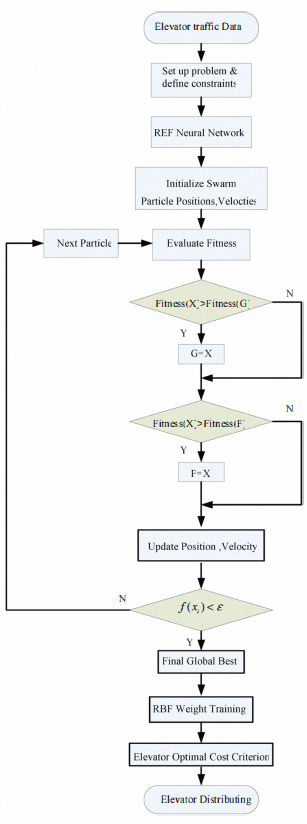 Elevator traffic Data
Set up problem &
define constraints
REF Neural Network
Initialize Swarm
Particle Positions,Velocties
Next Particle
Evaluate Fitness
Fitness(X)>Fitness(G)
N
Y
G=X
Fitness(X)>Fitness(P)
N
Y
P=X
Update Position ,Velocity
N
f(xᵢ)<ε
Y
Final Global Best
RBF Weight Training
Elevator Optimal Cost Criterion
Elevator Distributing